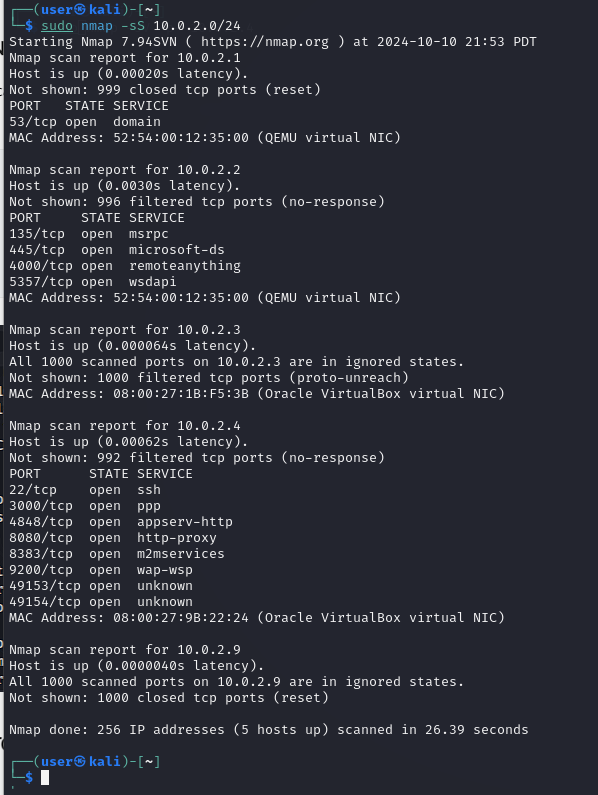 ┌──(user㉿kali)-[~]
└─$ sudo nmap -sS 10.0.2.0/24
Starting Nmap 7.94SVN ( https://nmap.org ) at 2024-10-10 21:53 PDT
Nmap scan report for 10.0.2.1
Host is up (0.00020s latency).
Not shown: 999 closed tcp ports (reset)
PORT   STATE SERVICE
53/tcp open  domain
MAC Address: 52:54:00:12:35:00 (QEMU virtual NIC)

Nmap scan report for 10.0.2.2
Host is up (0.0030s latency).
Not shown: 996 filtered tcp ports (no-response)
PORT     STATE SERVICE
135/tcp  open  msrpc
445/tcp  open  microsoft-ds
4000/tcp open  remoteanything
5357/tcp open  wsdapi
MAC Address: 52:54:00:12:35:00 (QEMU virtual NIC)

Nmap scan report for 10.0.2.3
Host is up (0.000064s latency).
All 1000 scanned ports on 10.0.2.3 are in ignored states.
Not shown: 1000 filtered tcp ports (proto-unreach)
MAC Address: 08:00:27:1B:F5:3B (Oracle VirtualBox virtual NIC)

Nmap scan report for 10.0.2.4
Host is up (0.00062s latency).
Not shown: 992 filtered tcp ports (no-response)
PORT      STATE SERVICE
22/tcp    open  ssh
3000/tcp  open  ppp
4848/tcp  open  appserv-http
8080/tcp  open  http-proxy
8383/tcp  open  m2mservices
9200/tcp  open  wap-wsp
49153/tcp open  unknown
49154/tcp open  unknown
MAC Address: 08:00:27:9B:22:24 (Oracle VirtualBox virtual NIC)

Nmap scan report for 10.0.2.9
Host is up (0.0000040s latency).
All 1000 scanned ports on 10.0.2.9 are in ignored states.
Not shown: 1000 closed tcp ports (reset)

Nmap done: 256 IP addresses (5 hosts up) scanned in 26.39 seconds

┌──(user㉿kali)-[~]
└─$